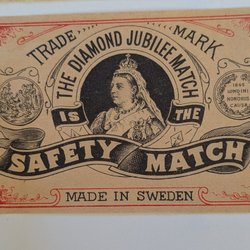 TRADE MARK
THE DIAMOND JUBILEE MATCH
IS THE
SAFETY MATCH
MADE IN SWEDEN